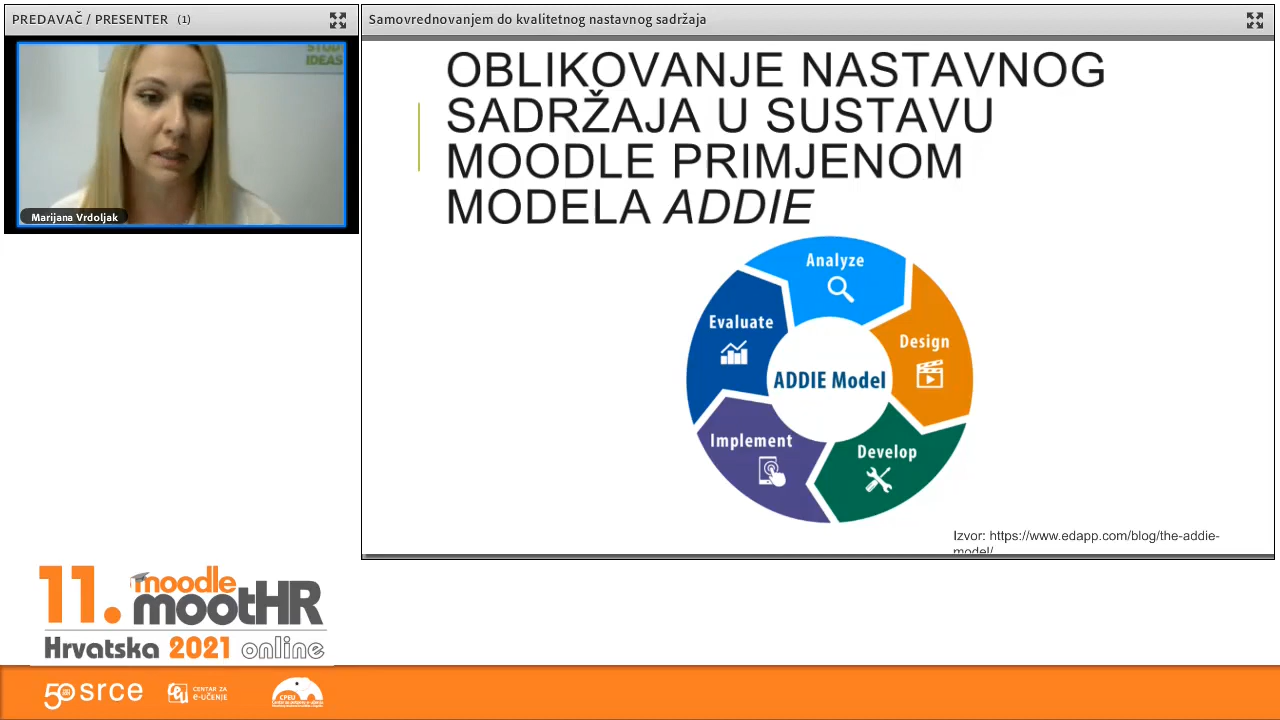 PREDAVAČ / PRESENTER (1)
STUD
IDEAS
Marijana Vrdoljak
Samovrednovanjem do kvalitetnog nastavnog sadržaja
OBLIKOVANJE NASTAVNOG
SADRŽAJA U SUSTAVU
MOODLE PRIMJENOM
MODELA ADDIE
Analyze
Design
Develop
Implement
Evaluate
ADDIE Model
Izvor: https://www.edapp.com/blog/the-addie-
model/
11. moodle
mootHR
Hrvatska 2021 online
50 srce
CENTAR ZA
e-UČENJE
CPEU